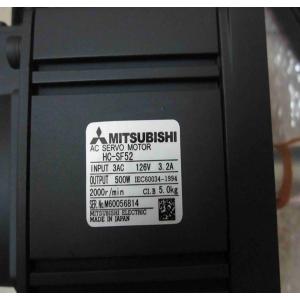 MITSUBISHI
AC SERVO MOTOR
HC-SF52
INPUT 3AC 126V 3.2A
OUTPUT 500W IEC60034-1994
2000r/min Cl.B 5.0kg
SER.No.M60056814
MITSUBISHI ELECTRIC
MADE IN JAPAN